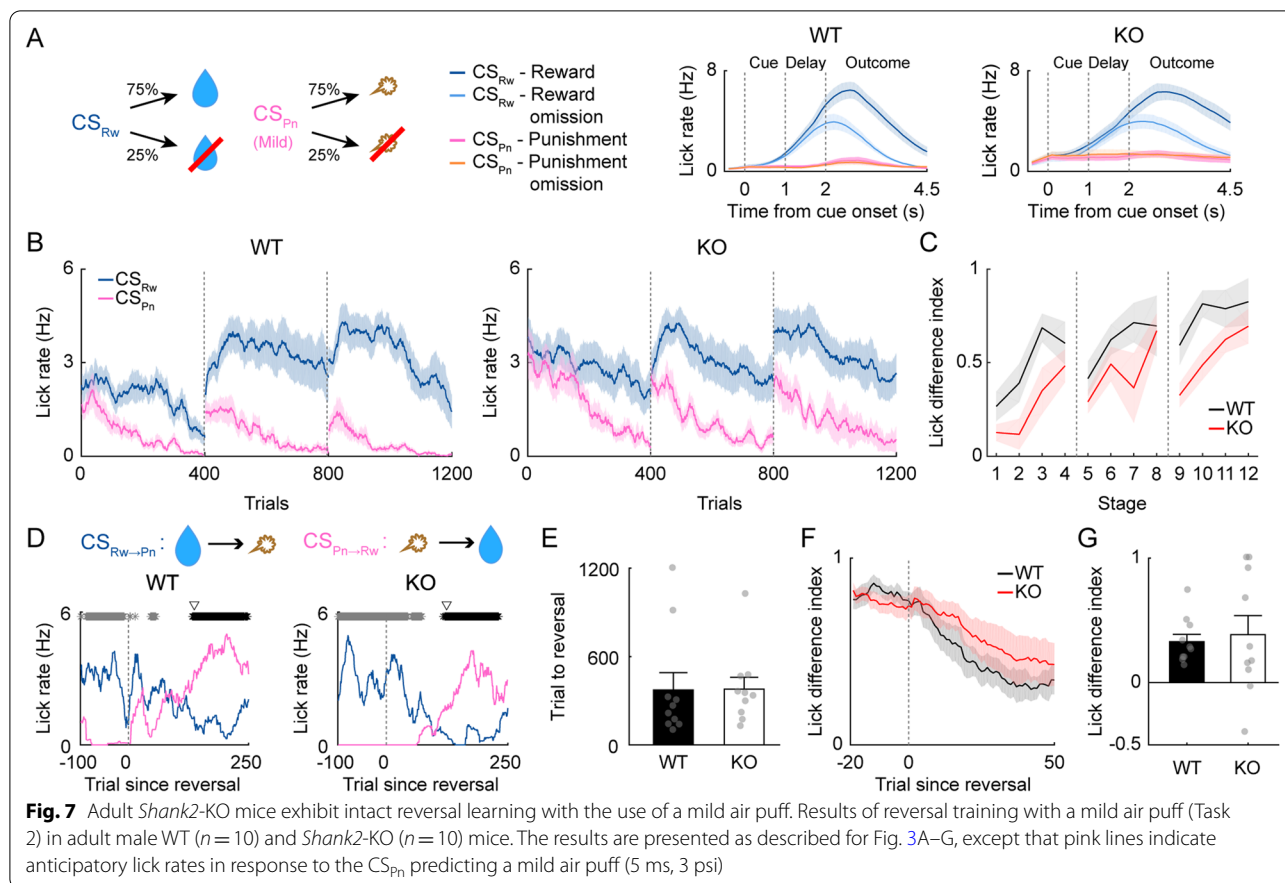 A
75%
25%
CSRw
75%
25%
CSPn
(Mild)
CSRw - Reward
CSRw - Reward
omission
CSPn - Punishment
CSPn - Punishment
omission
WT
Cue Delay Outcome
Lick rate (Hz)
8
0
0 1 2 4.5
Time from cue onset (s)
KO
Cue Delay Outcome
Lick rate (Hz)
8
0
0 1 2 4.5
Time from cue onset (s)
B
WT
CSRw
CSPn
Lick rate (Hz)
6
3
0
0 400 800 1200
Trials
KO
Lick rate (Hz)
6
3
0
0 400 800 1200
Trials
C
Lick difference index
1
0.5
0
WT
KO
1 2 3 4 5 6 7 8 9 10 11 12
Stage
D
CSRw→Pn :
CSPn→Rw :
WT
Lick rate (Hz)
6
0
-100 0 250
Trial since reversal
KO
Lick rate (Hz)
6
0
-100 0 250
Trial since reversal
E
Trial to reversal
1200
600
0
WT KO
F
Lick difference index
1
0
WT
KO
-20 0 50
Trial since reversal
G
Lick difference index
1
0
-0.5
WT KO
Fig. 7 Adult Shank2-KO mice exhibit intact reversal learning with the use of a mild air puff. Results of reversal training with a mild air puff (Task
2) in adult male WT (n = 10) and Shank2-KO (n = 10) mice. The results are presented as described for Fig. 3A–G, except that pink lines indicate
anticipatory lick rates in response to the CSPn predicting a mild air puff (5 ms, 3 psi)